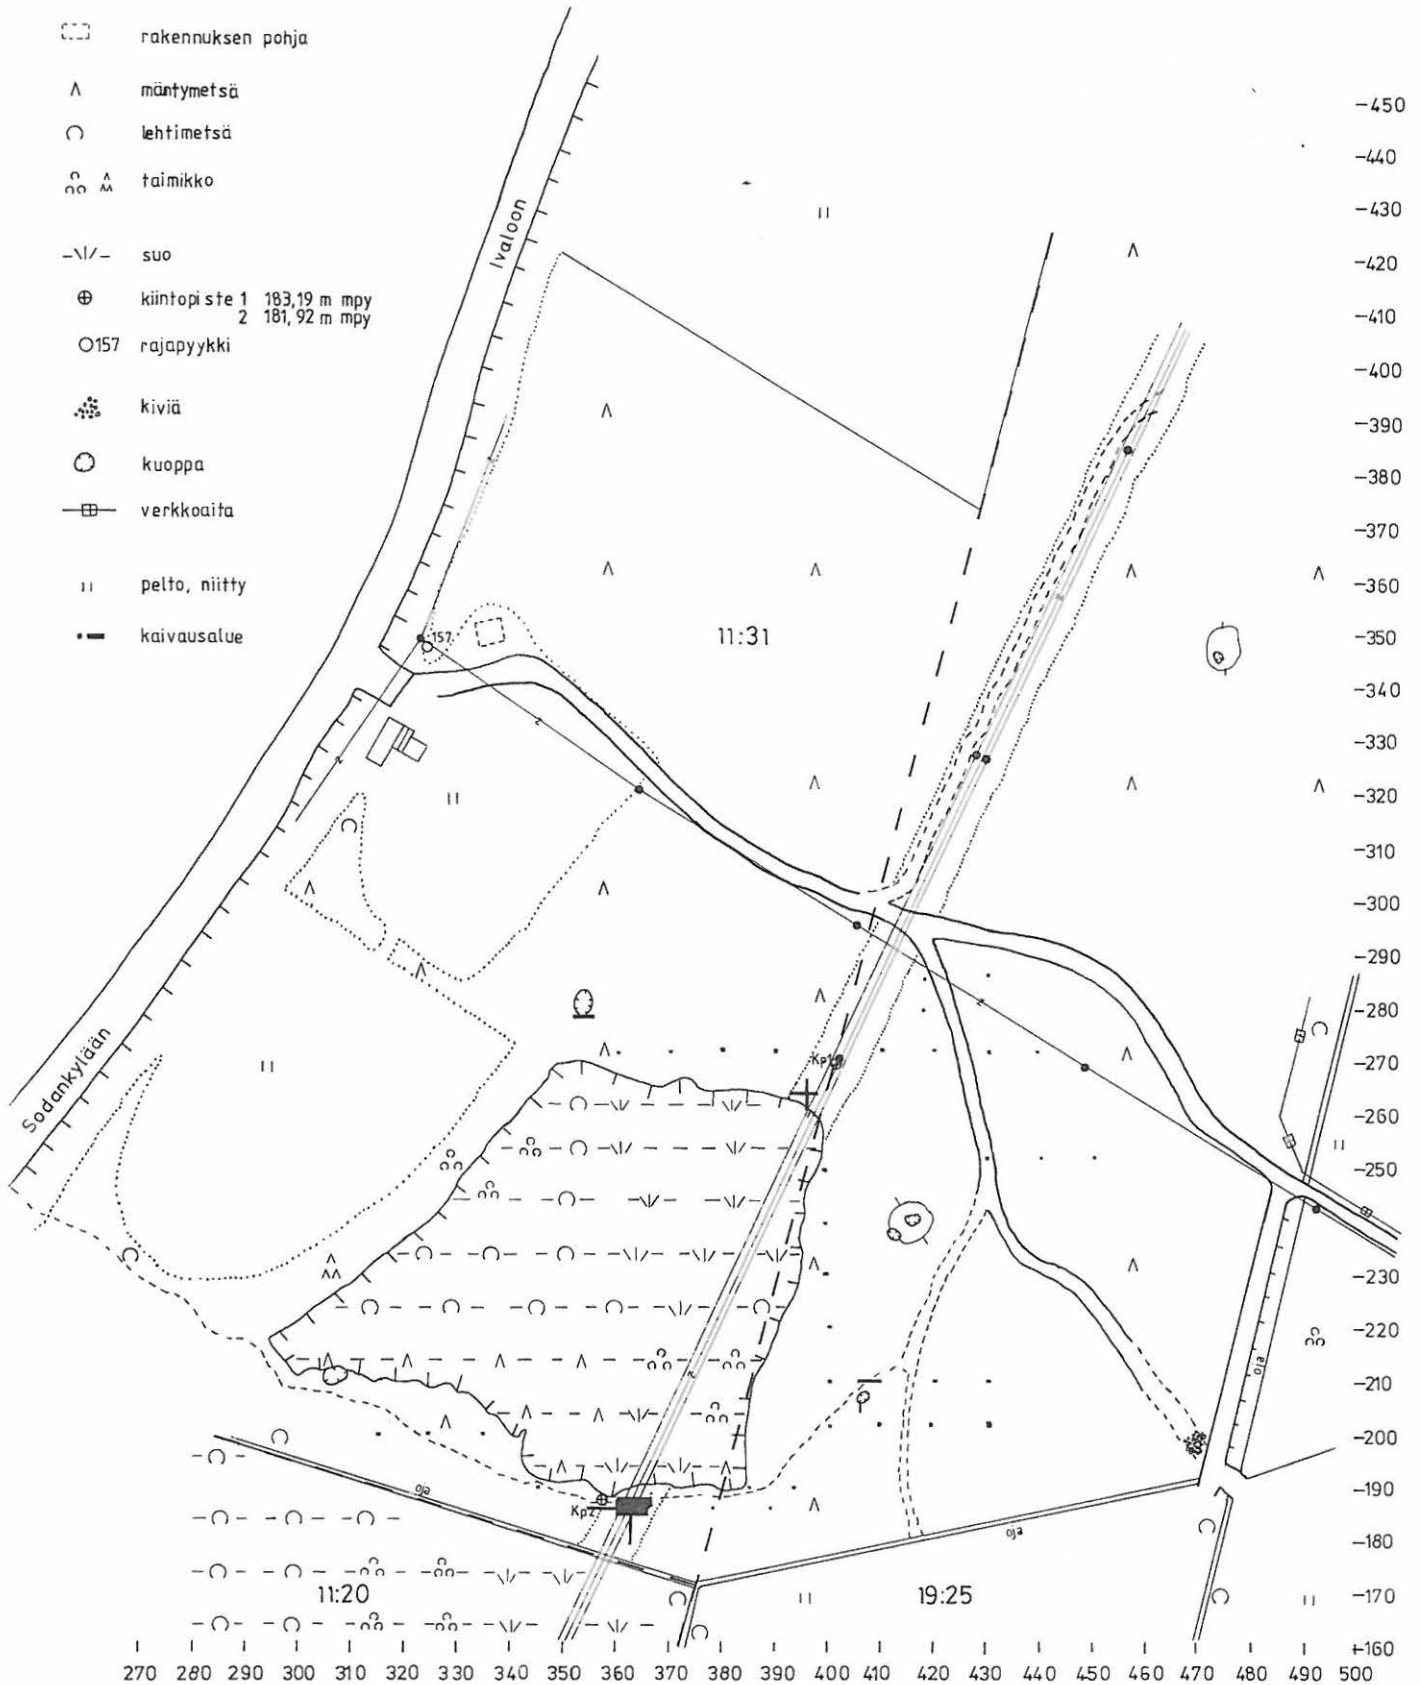 rakennuksen pohja
mäntymetsä
lehtimetsä
taimikko
suo
kiintopiste 1 183,19 m mpy
2 181,92 m mpy
O157 rajapyykki
kiviä
kuoppa
verkkoaita
pelto, niitty
kaivausalue
Ivaloon
Sodankylään
157
11:31
Kp1
Kp2
oja
oja
oja
11:20
19:25
-450
-440
-430
-420
-410
-400
-390
-380
-370
-360
-350
-340
-330
-320
-310
-300
-290
-280
-270
-260
-250
-230
-220
-210
-200
-190
-180
-170
-160
270 280 290 300 310 320 330 340 350 360 370 380 390 400 410 420 430 440 450 460 470 480 490 500